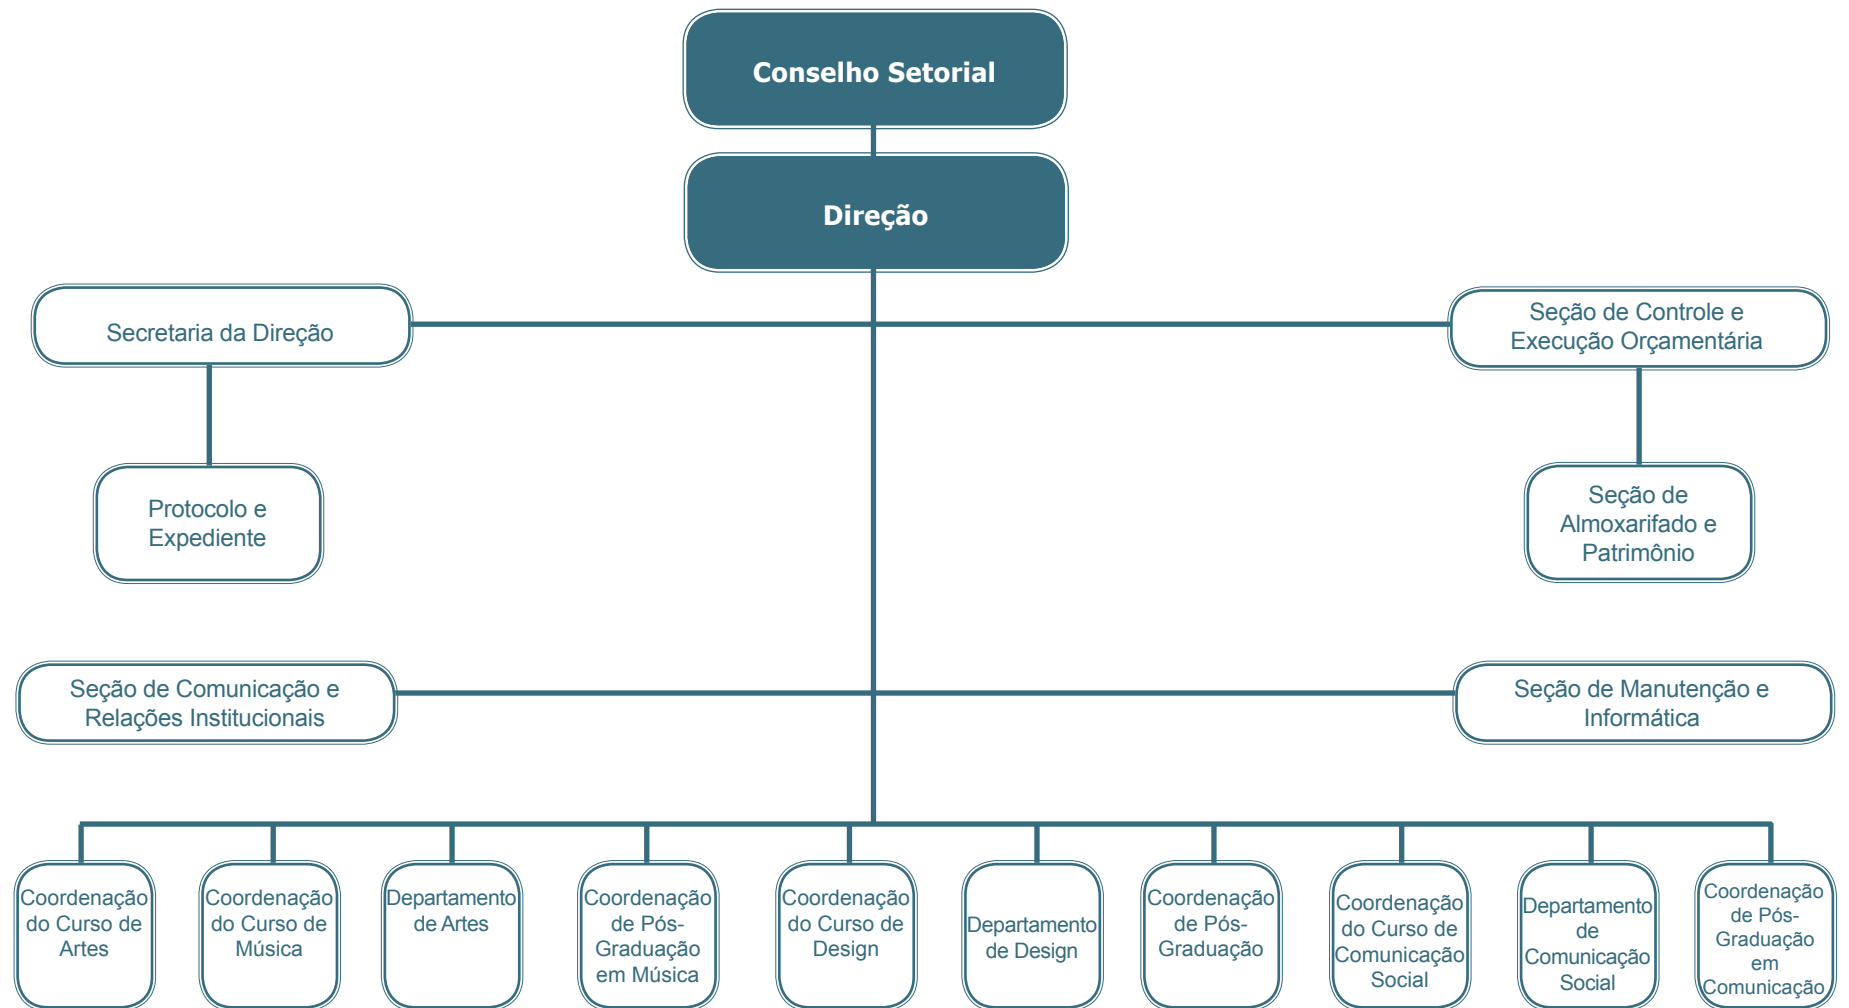 Conselho Setorial
Direção
Secretaria da Direção
Seção de Controle e
Execução Orçamentária
Protocolo e
Expediente
Seção de
Almoxarifado e
Patrimônio
Seção de Comunicação e
Relações Institucionais
Seção de Manutenção e
Informática
Coordenação
do Curso de
Artes
Coordenação
do Curso de
Música
Departamento
de Artes
Coordenação
de Pós-
Graduação
em Música
Coordenação
do Curso de
Design
Departamento
de Design
Coordenação
de Pós-
Graduação
Coordenação
do Curso de
Comunicação
Social
Departamento
de
Comunicação
Social
Coordenação
de Pós-
Graduação
em
Comunicação